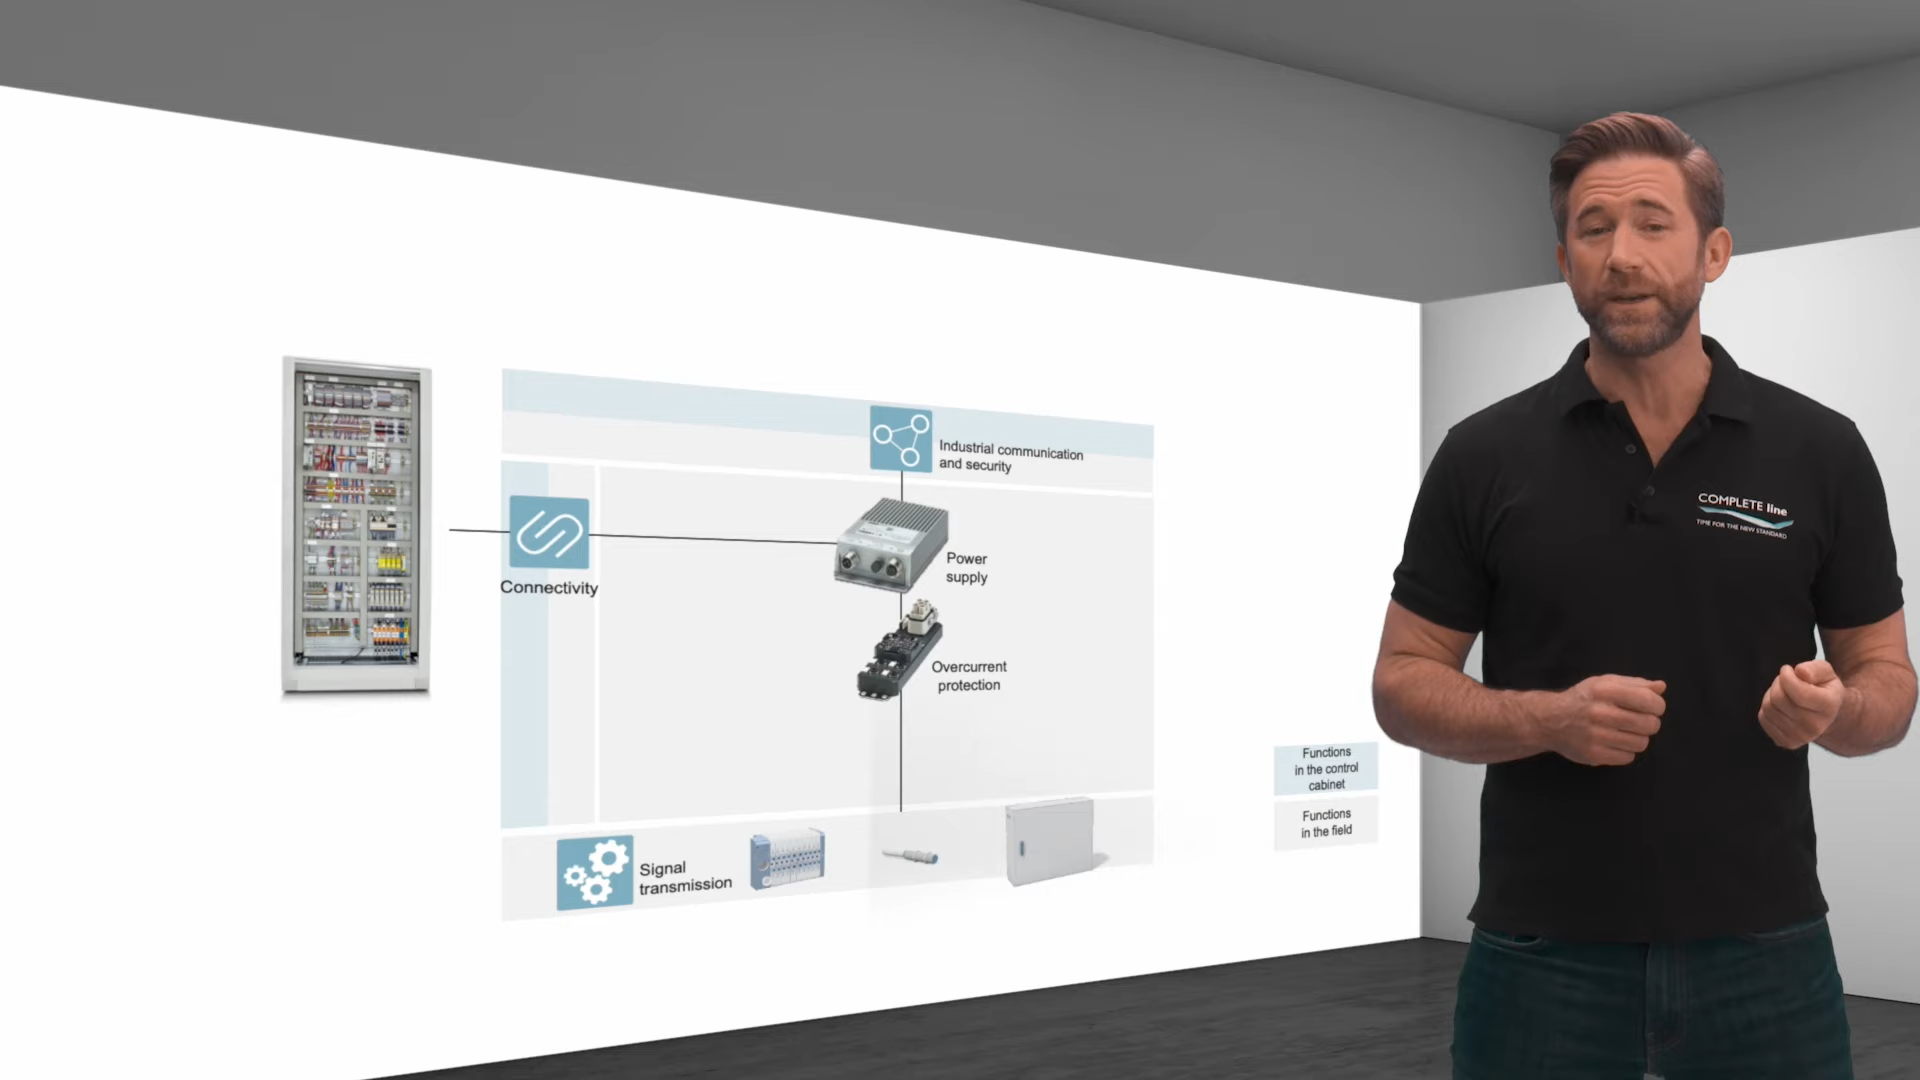 Industrial communication
and security
Connectivity
Power
supply
Overcurrent
protection
Signal
transmission
Functions
in the control
cabinet
Functions
in the field
COMPLETE line
TIME FOR THE NEW STANDARD